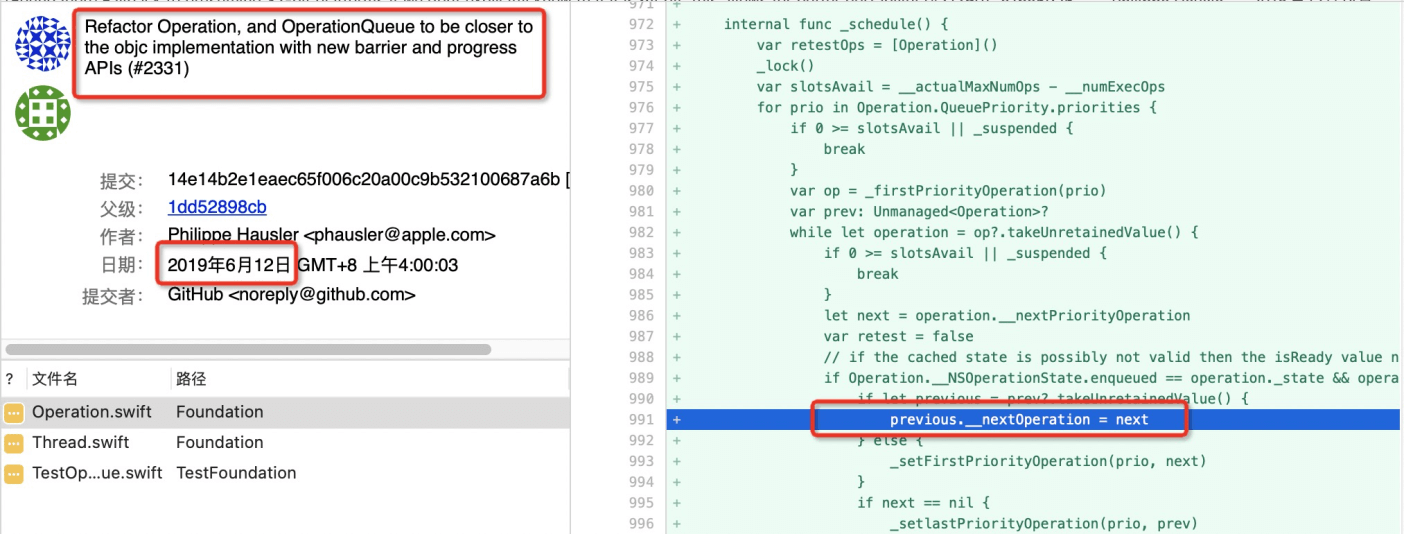 Refactor Operation, and OperationQueue to be closer to
the objc implementation with new barrier and progress
APIs (#2331)
提交: 14e14b2e1eaec65f006c20a00c9b532100687a6b [
父级: 1dd52898cb
作者: Philippe Hausler <phausler@apple.com>
日期: 2019年6月12日 GMT+8 上午4:00:03
提交者: GitHub <noreply@github.com>
? 文件名 路径
Operation.swift Foundation
Thread.swift Foundation
TestOp...ue.swift TestFoundation
971 +
972 + internal func _schedule() {
973 + var retestOps = [Operation]()
974 + _lock()
975 + var slotsAvail = __actualMaxNumOps - __numExecOps
976 + for prio in Operation.QueuePriority.priorities {
977 + if 0 >= slotsAvail || _suspended {
978 + break
979 + }
980 + var op = _firstPriorityOperation(prio)
981 + var prev: Unmanaged<Operation>?
982 + while let operation = op?.takeUnretainedValue() {
983 + if 0 >= slotsAvail || _suspended {
984 + break
985 + }
986 + let next = operation.__nextPriorityOperation
987 + var retest = false
988 + // if the cached state is possibly not valid then the isReady value n
989 + if Operation.__NSOperationState.enqueued == operation._state && opera
990 + if let previous = prev?.takeUnretainedValue() {
991 + previous.__nextOperation = next
992 + } else {
993 + _setFirstPriorityOperation(prio, next)
994 + }
995 + if next == nil {
996 + _setlastPriorityOperation(prio, prev)